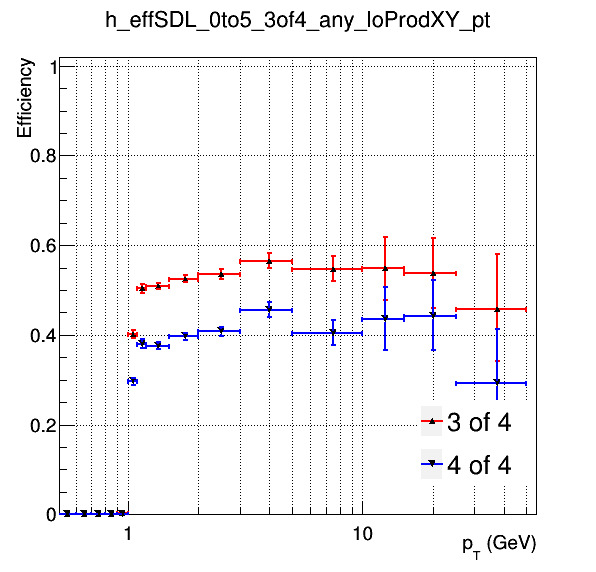 h_effSDL_0to5_3of4_any_loProdXY_pt
Efficiency
1
0.8
0.6
0.4
0.2
0
1
10
p_T (GeV)
3 of 4
4 of 4